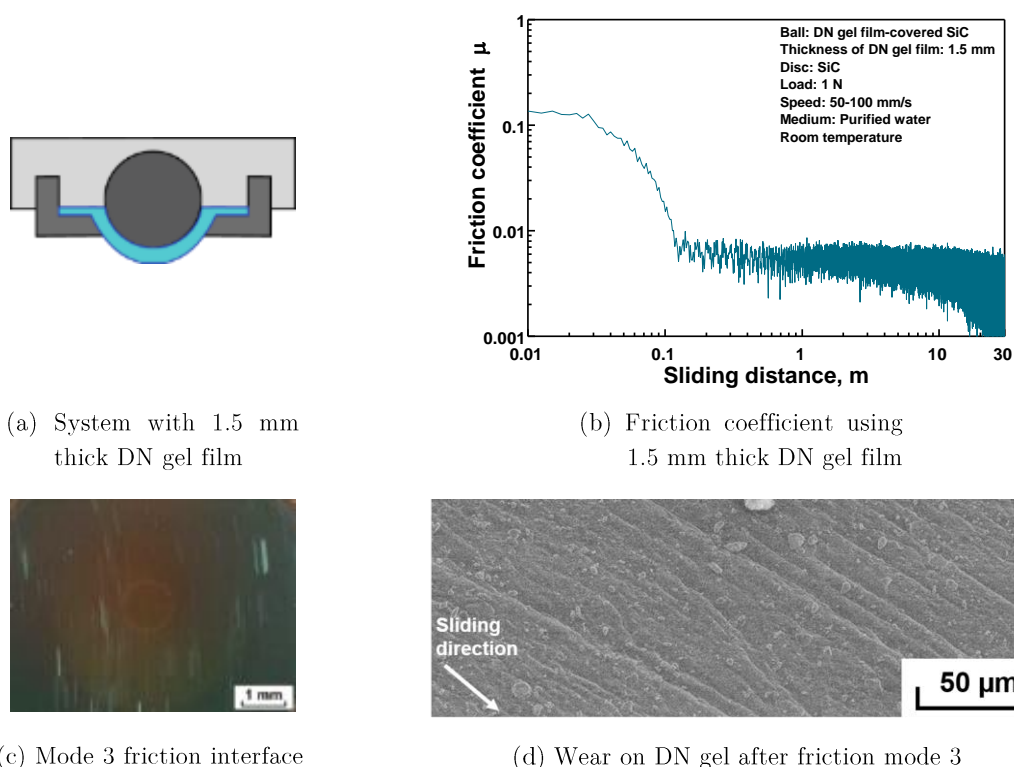 1
0.1
0.01
0.001
0.01
0.1
1
10
30
Friction coefficient μ
Sliding distance, m
Ball: DN gel film-covered SiC
Thickness of DN gel film: 1.5 mm
Disc: SiC
Load: 1 N
Speed: 50-100 mm/s
Medium: Purified water
Room temperature
(a) System with 1.5 mm
thick DN gel film
(b) Friction coefficient using
1.5 mm thick DN gel film
1 mm
Sliding
direction
50 μm
(c) Mode 3 friction interface
(d) Wear on DN gel after friction mode 3